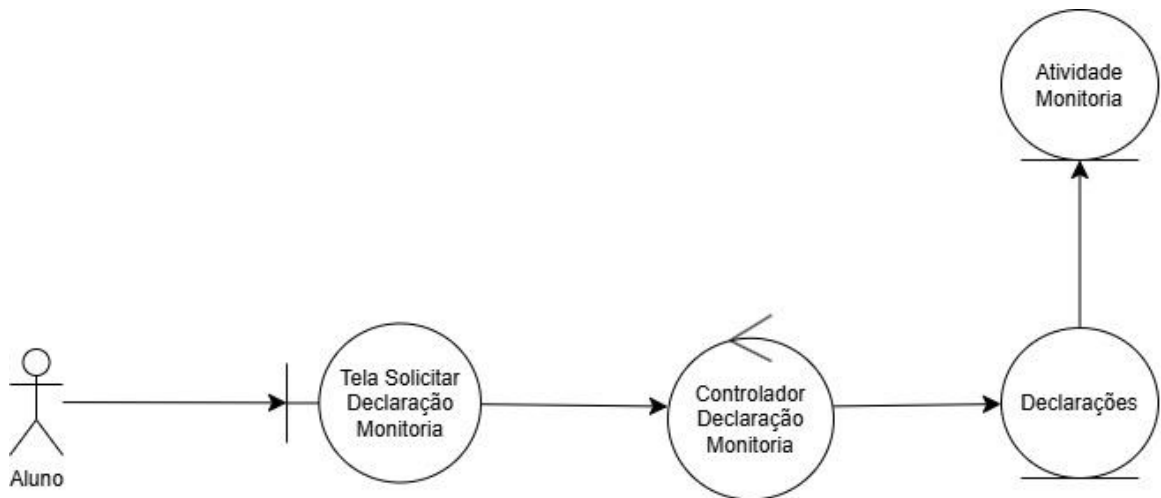 Atividade
Monitoria
Tela Solicitar
Declaração
Monitoria
Controlador
Declaração
Monitoria
Declarações
Aluno